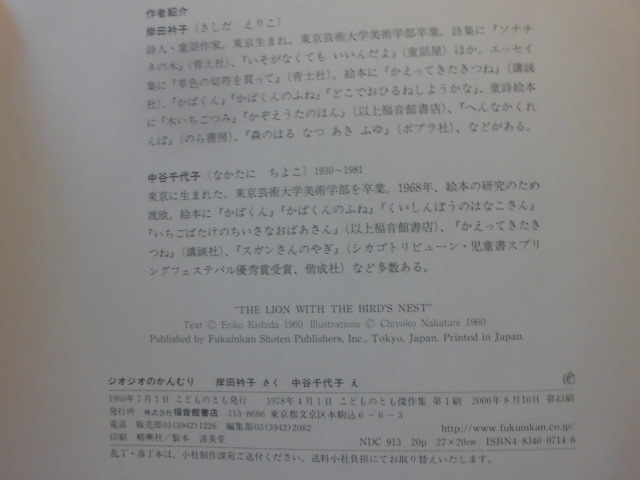 作者紹介
岸田衿子(きしだ えりこ)
詩人・童話作家。東京生まれ。東京芸術大学美術学部卒業。詩集に『ソナチ
ネの木』(青土社)、『いそがなくても いいんだよ』(童話屋)ほか。エッセイ
集に『草色の切符を買って』(青土社)。絵本に『かえってきたきつね』(講談
社)、『かばくん』『かばくんのふね』『どこでおひるねしようかな』、童詩絵本
に『木いちごつみ』『かぞえうたのほん』(以上福音館書店)、『へんなかくれ
んぼ』(のら書房)、『森のはる なつ あき ふゆ』(ポプラ社)、などがある。
中谷千代子(なかたに ちよこ)1930~1981
東京に生まれた。東京芸術大学美術学部を卒業。1968年、絵本の研究のため
渡欧。絵本に『かばくん』『かばくんのふね』『くいしんぼうのはなこさん』
『いちごばたけのちいさなおばあさん』(以上福音館書店)、『かえってきたき
つね』(講談社)、『スガンさんのやぎ』(シカゴトリビューン・児童書スプリ
ングフェステバル優秀賞受賞、偕成社)など多数ある。
"THE LION WITH THE BIRD'S NEST"
Text © Eriko Kishida 1960 Illustrations © Chiyoko Nakatani 1960
Published by Fukuinkan Shoten Publishers, Inc., Tokyo, Japan. Printed in Japan.
ジオジオのかんむり 岸田衿子 さく 中谷千代子 え
1960年7月1日 こどものとも発行 1978年4月1日 こどものとも傑作集 第1刷 2006年8月10日 第43刷
発行所 株式会社 福音館書店 113-8686 東京都文京区本駒込6-6-3
電話 販売部03(3942)1226 編集部03(3942)2082 http://www.fukuinkan.co.jp/
印刷 精興社/製本 清美堂 NDC 913 20p 27×20cm ISBN4 8340 0714 6
乱丁・落丁本は、小社制作課宛ご送付ください。送料小社負担にてお取り替えいたします。